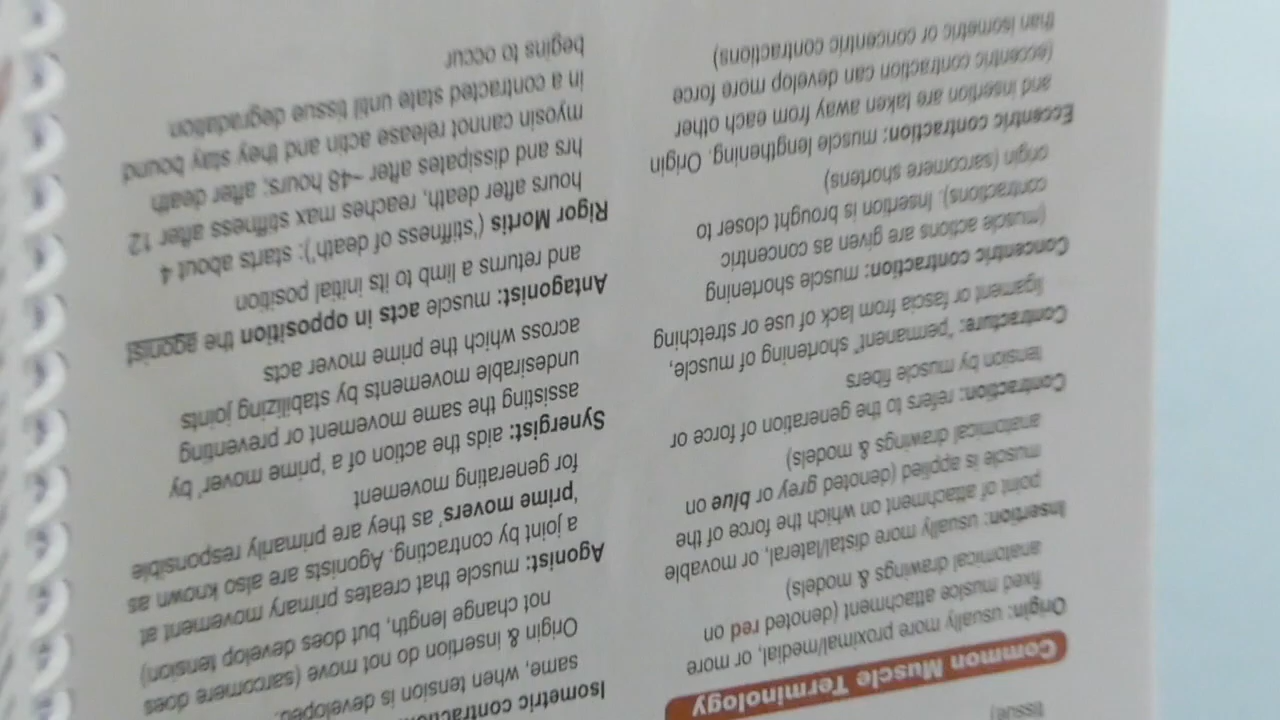 tissue)
Common Muscle Terminology
Origin: usually more proximal/medial, or more
fixed muslce attachment (denoted red on
anatomical drawings & models)
Insertion: usually more distal/lateral, or movable
point of attachment on which the force of the
muscle is applied (denoted grey or blue on
anatomical drawings & models)
Contraction: refers to the generation of force or
tension by muscle fibers
Contracture: "permanent" shortening of muscle,
ligament or fascia from lack of use or stretching
Concentric contraction: muscle shortening
(muscle actions are given as concentric
contractions). Insertion is brought closer to
origin (sarcomere shortens)
Eccentric contraction: muscle lengthening. Origin
and insertion are taken away from each other
(eccentric contraction can develop more force
than isometric or concentric contractions)
Isometric
same, when tension is developed.
Origin & insertion do not move (sarcomere does
not change length, but does develop tension)
Agonist: muscle that creates primary movement at
a joint by contracting. Agonists are also known as
'prime movers' as they are primarily responsible
for generating movement
Synergist: aids the action of a 'prime mover' by
assisting the same movement or preventing
undesirable movements by stabilizing joints
across which the prime mover acts
Antagonist: muscle acts in opposition the agonist
and returns a limb to its initial position
Rigor Mortis ('stiffness of death'): starts about 4
hours after death, reaches max stiffness after 12
hrs and dissipates after ~48 hours; after death
myosin cannot release actin and they stay bound
in a contracted state until tissue degradation
begins to occur